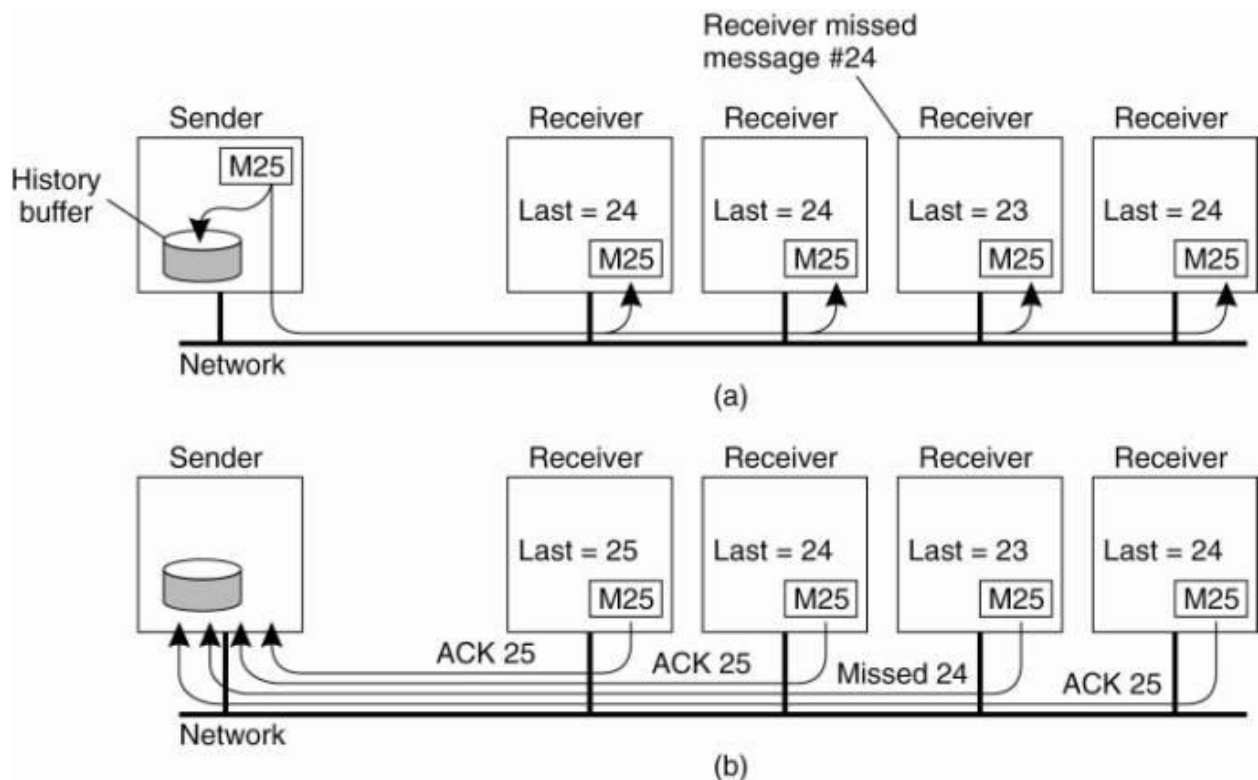 Receiver missed
message #24
Sender
Receiver
Receiver
Receiver
Receiver
History
buffer
M25
Last = 24
Last = 24
Last = 23
Last = 24
M25
M25
M25
M25
Network
(a)
Sender
Receiver
Receiver
Receiver
Receiver
Last = 25
Last = 24
Last = 23
Last = 24
M25
M25
M25
M25
ACK 25
ACK 25
Missed 24
ACK 25
Network
(b)